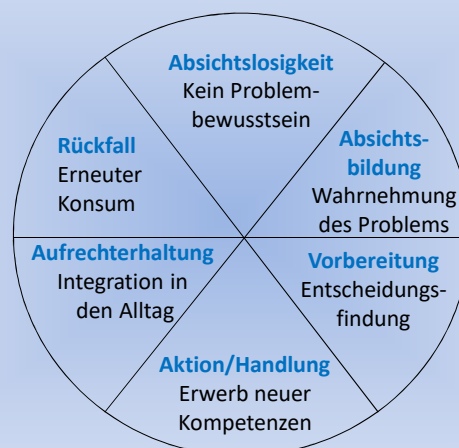 Absichtslosigkeit
Kein Problem-
bewusstsein
Absichts-
bildung
Wahrnehmung
des Problems
Vorbereitung
Entscheidungs-
findung
Aktion/Handlung
Erwerb neuer
Kompetenzen
Aufrechterhaltung
Integration in
den Alltag
Rückfall
Erneuter
Konsum